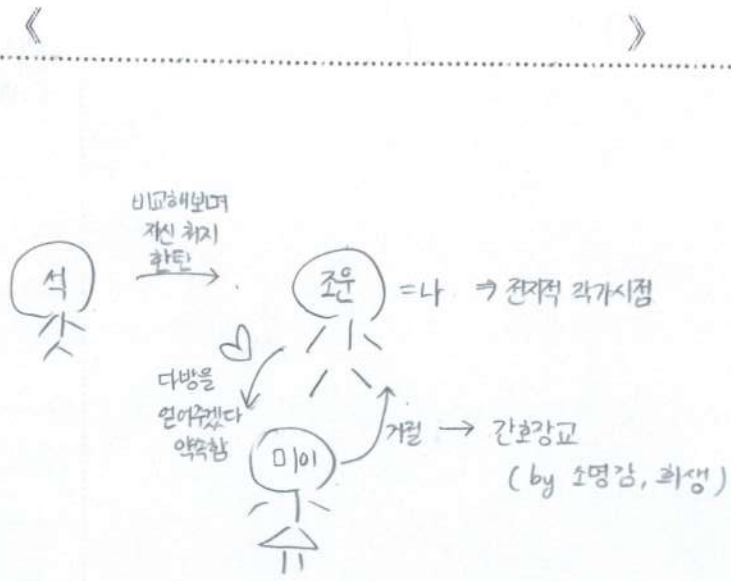 《 》
비교해보며
자신 처지
한탄
석
조운
=나 ⇒ 전지적 작가시점
다방을
얻어주겠다
약속함
미이
거절 → 간호장교
(by 소명감, 희생)